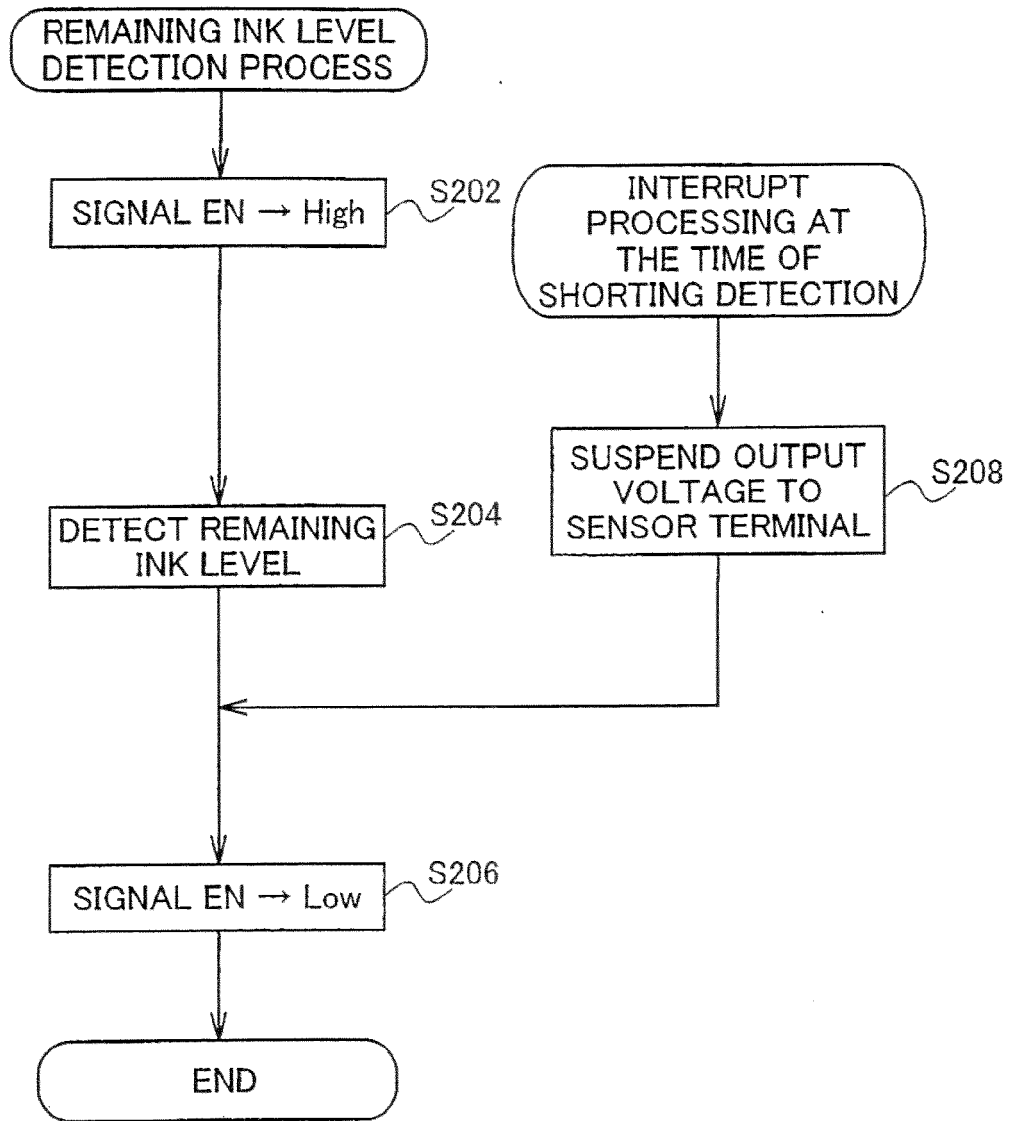 REMAINING INK LEVEL
DETECTION PROCESS
SIGNAL EN → High
S202
INTERRUPT
PROCESSING AT
THE TIME OF
SHORTING DETECTION
DETECT REMAINING
INK LEVEL
S204
SUSPEND OUTPUT
VOLTAGE TO
SENSOR TERMINAL
S208
SIGNAL EN → Low
S206
END